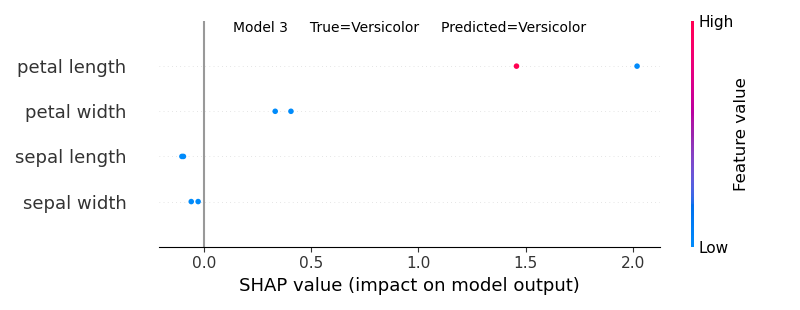 Model 3 True=Versicolor Predicted=Versicolor
High
petal length
petal width
sepal length
sepal width
Feature value
Low
0.0 0.5 1.0 1.5 2.0
SHAP value (impact on model output)